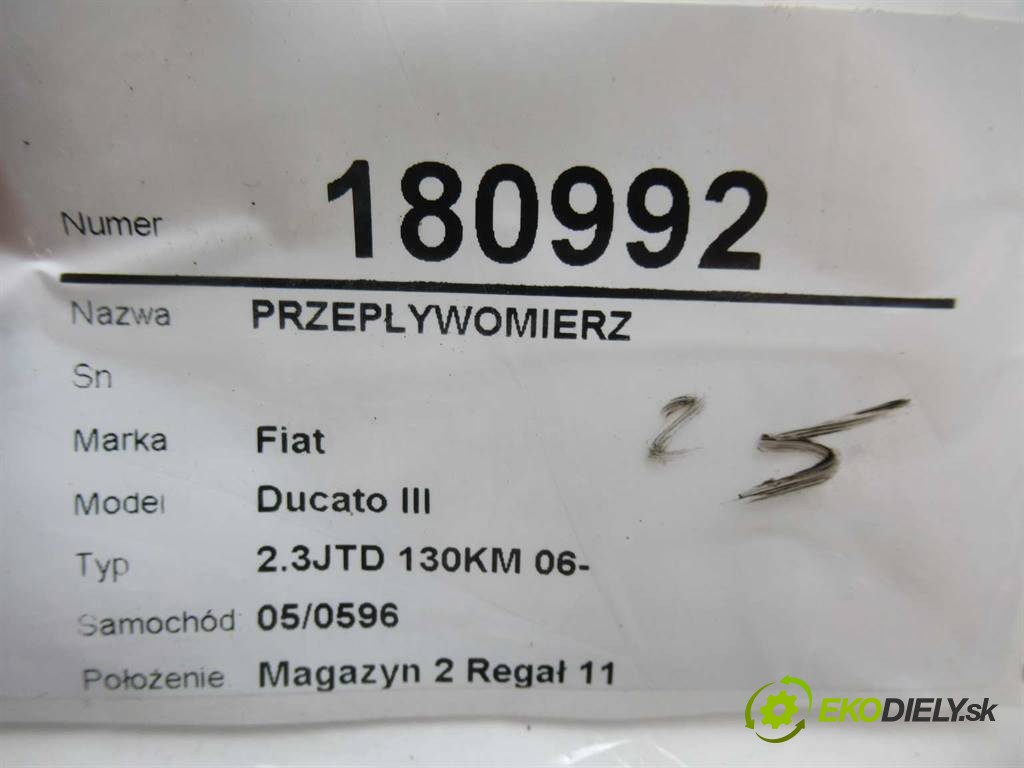 Numer 180992
Nazwa PRZEPŁYWOMIERZ
Sn
Marka Fiat
2 5
Model Ducato III
Typ 2.3JTD 130KM 06-
Samochód 05/0596
Położenie Magazyn 2 Regał 11
EKODIELY.sk